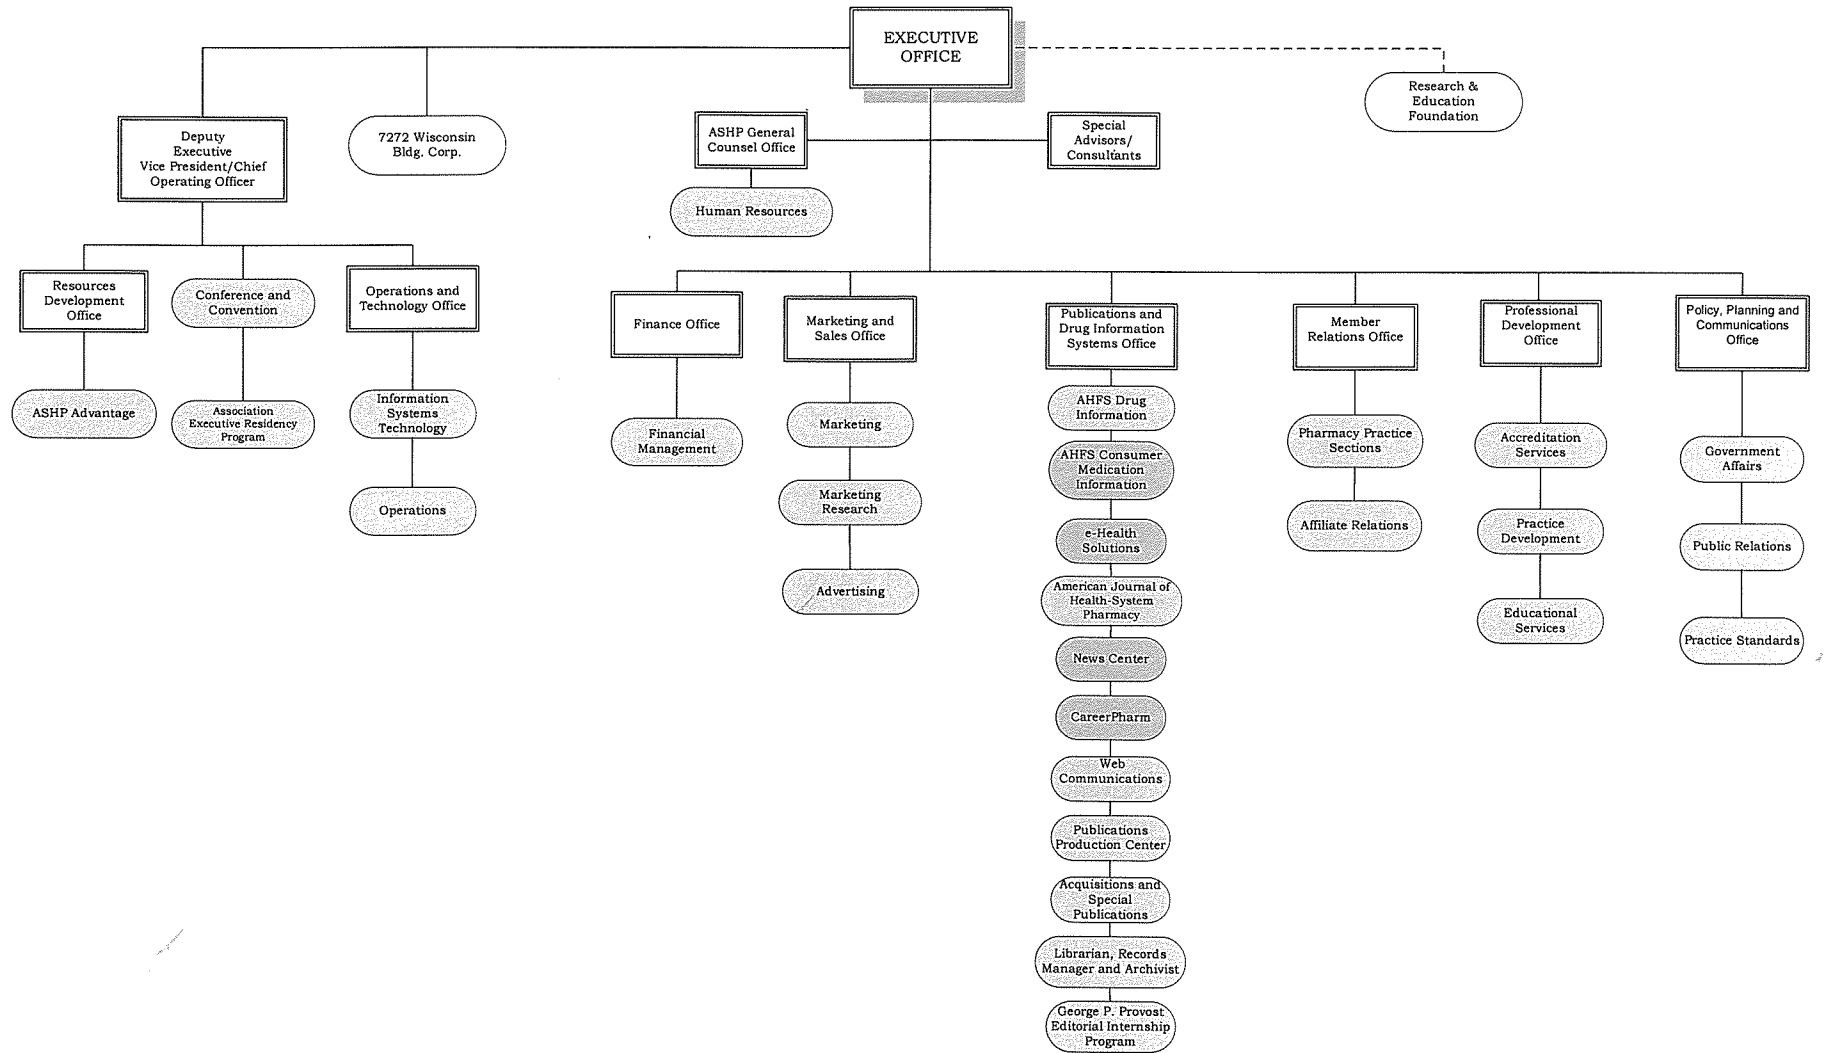 EXECUTIVE
OFFICE
Research &
Education
Foundation
Deputy
Executive
Vice President/Chief
Operating Officer
7272 Wisconsin
Bldg. Corp.
ASHP General
Counsel Office
Special
Advisors/
Consultants
Human Resources
Resources
Development
Office
Conference and
Convention
Operations and
Technology Office
Finance Office
Marketing and
Sales Office
Publications and
Drug Information
Systems Office
Member
Relations Office
Professional
Development
Office
Policy, Planning and
Communications
Office
ASHP Advantage
Association
Executive Residency
Program
Information
Systems
Technology
Operations
Financial
Management
Marketing
Marketing
Research
Advertising
AHFS Drug
Information
AHFS Consumer
Medication
Information
e-Health
Solutions
American Journal of
Health-System
Pharmacy
News Center
CareerPharm
Web
Communications
Publications
Production Center
Acquisitions and
Special
Publications
Librarian, Records
Manager and Archivist
George P. Provost
Editorial Internship
Program
Pharmacy Practice
Sections
Affiliate Relations
Accreditation
Services
Practice
Development
Educational
Services
Government
Affairs
Public Relations
Practice Standards